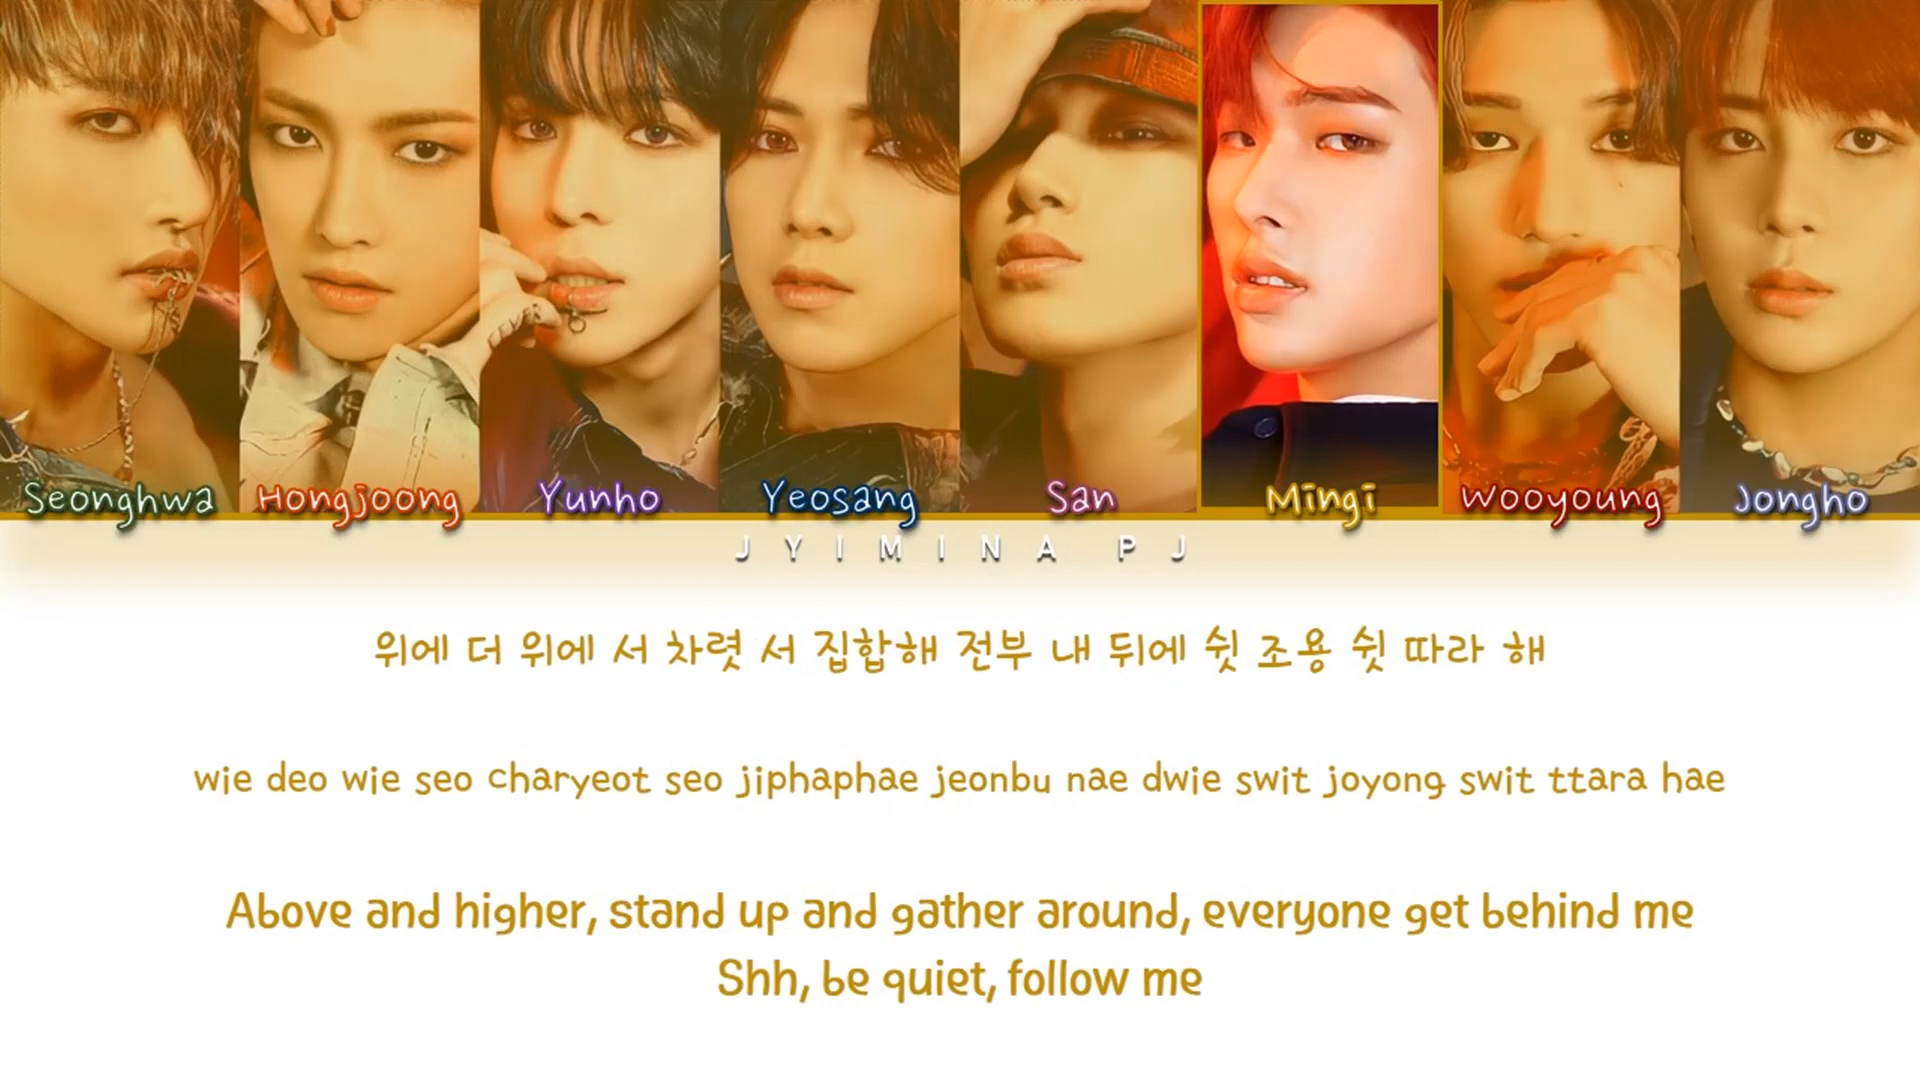 Seonghwa Hongjoong Yunho Yeosang San Mingi Wooyoung Jongho
JYIMINA PJ
위에 더 위에 서 차렷 서 집합해 전부 내 뒤에 쉿 조용 쉿 따라 해
wie deo wie seo charyeot seo jiphaphae jeonbu nae dwie swit joyong swit ttara hae
Above and higher, stand up and gather around, everyone get behind me
Shh, be quiet, follow me